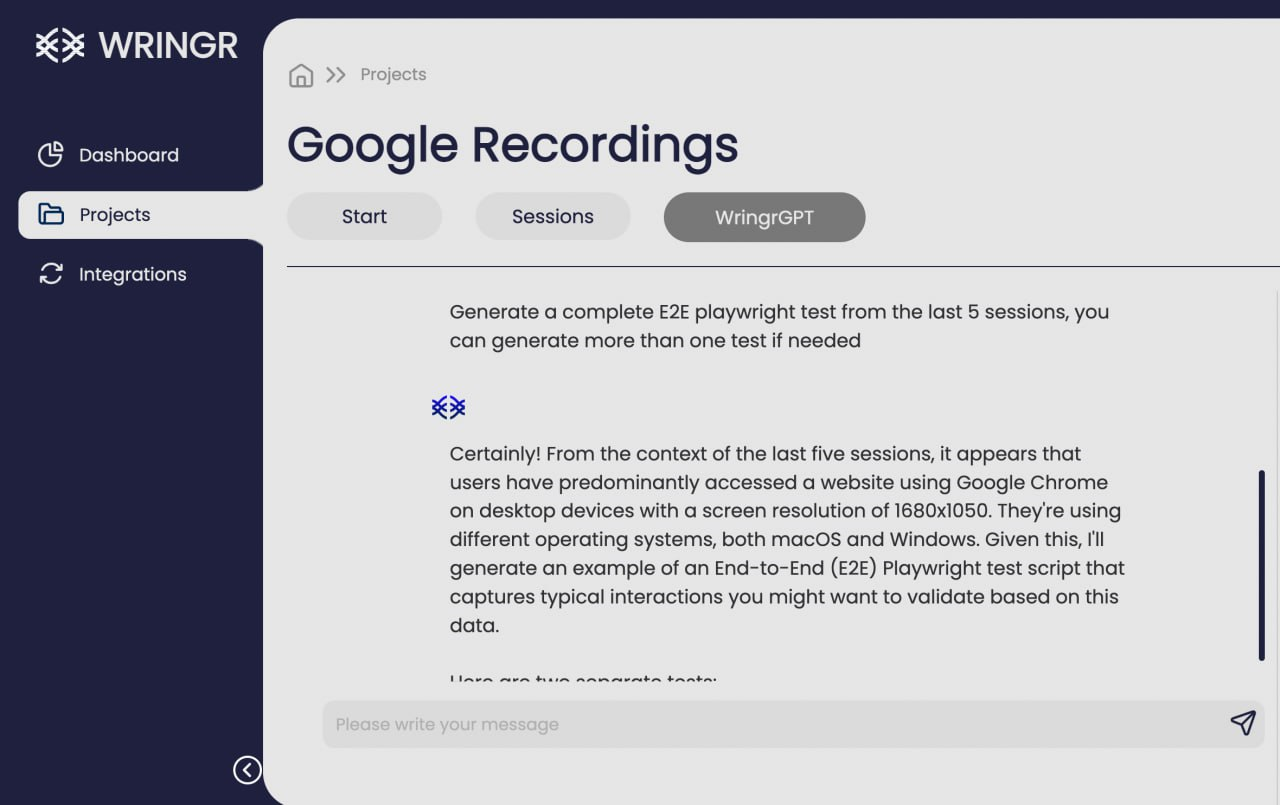 WRINGR
Dashboard
Projects
Integrations
Projects
Google Recordings
Start
Sessions
WringrGPT
Generate a complete E2E playwright test from the last 5 sessions, you
can generate more than one test if needed
Certainly! From the context of the last five sessions, it appears that
users have predominantly accessed a website using Google Chrome
on desktop devices with a screen resolution of 1680x1050. They're using
different operating systems, both macOS and Windows. Given this, I'll
generate an example of an End-to-End (E2E) Playwright test script that
captures typical interactions you might want to validate based on this
data.
Here are two separate tests:
Please write your message